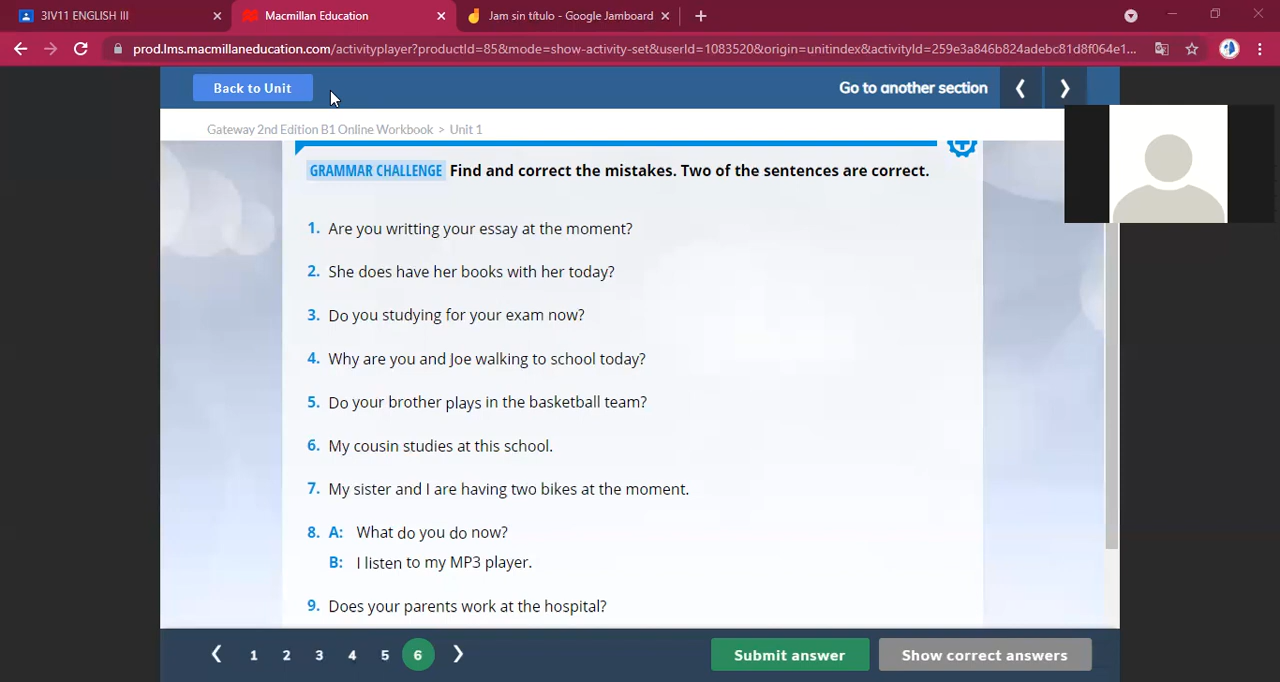 3IV11 ENGLISH III
Macmillan Education
Jam sin título - Google Jamboard
prod.lms.macmillaneducation.com/activityplayer?productId=85&mode=show-activity-set&userId=1083520&origin=unitindex&activityId=259e3a846b824adebc81d8f064e1...
Back to Unit
Go to another section
Gateway 2nd Edition B1 Online Workbook > Unit 1
GRAMMAR CHALLENGE Find and correct the mistakes. Two of the sentences are correct.
1. Are you writting your essay at the moment?
2. She does have her books with her today?
3. Do you studying for your exam now?
4. Why are you and Joe walking to school today?
5. Do your brother plays in the basketball team?
6. My cousin studies at this school.
7. My sister and I are having two bikes at the moment.
8. A: What do you do now?
B: I listen to my MP3 player.
9. Does your parents work at the hospital?
1 2 3 4 5 6
Submit answer
Show correct answers